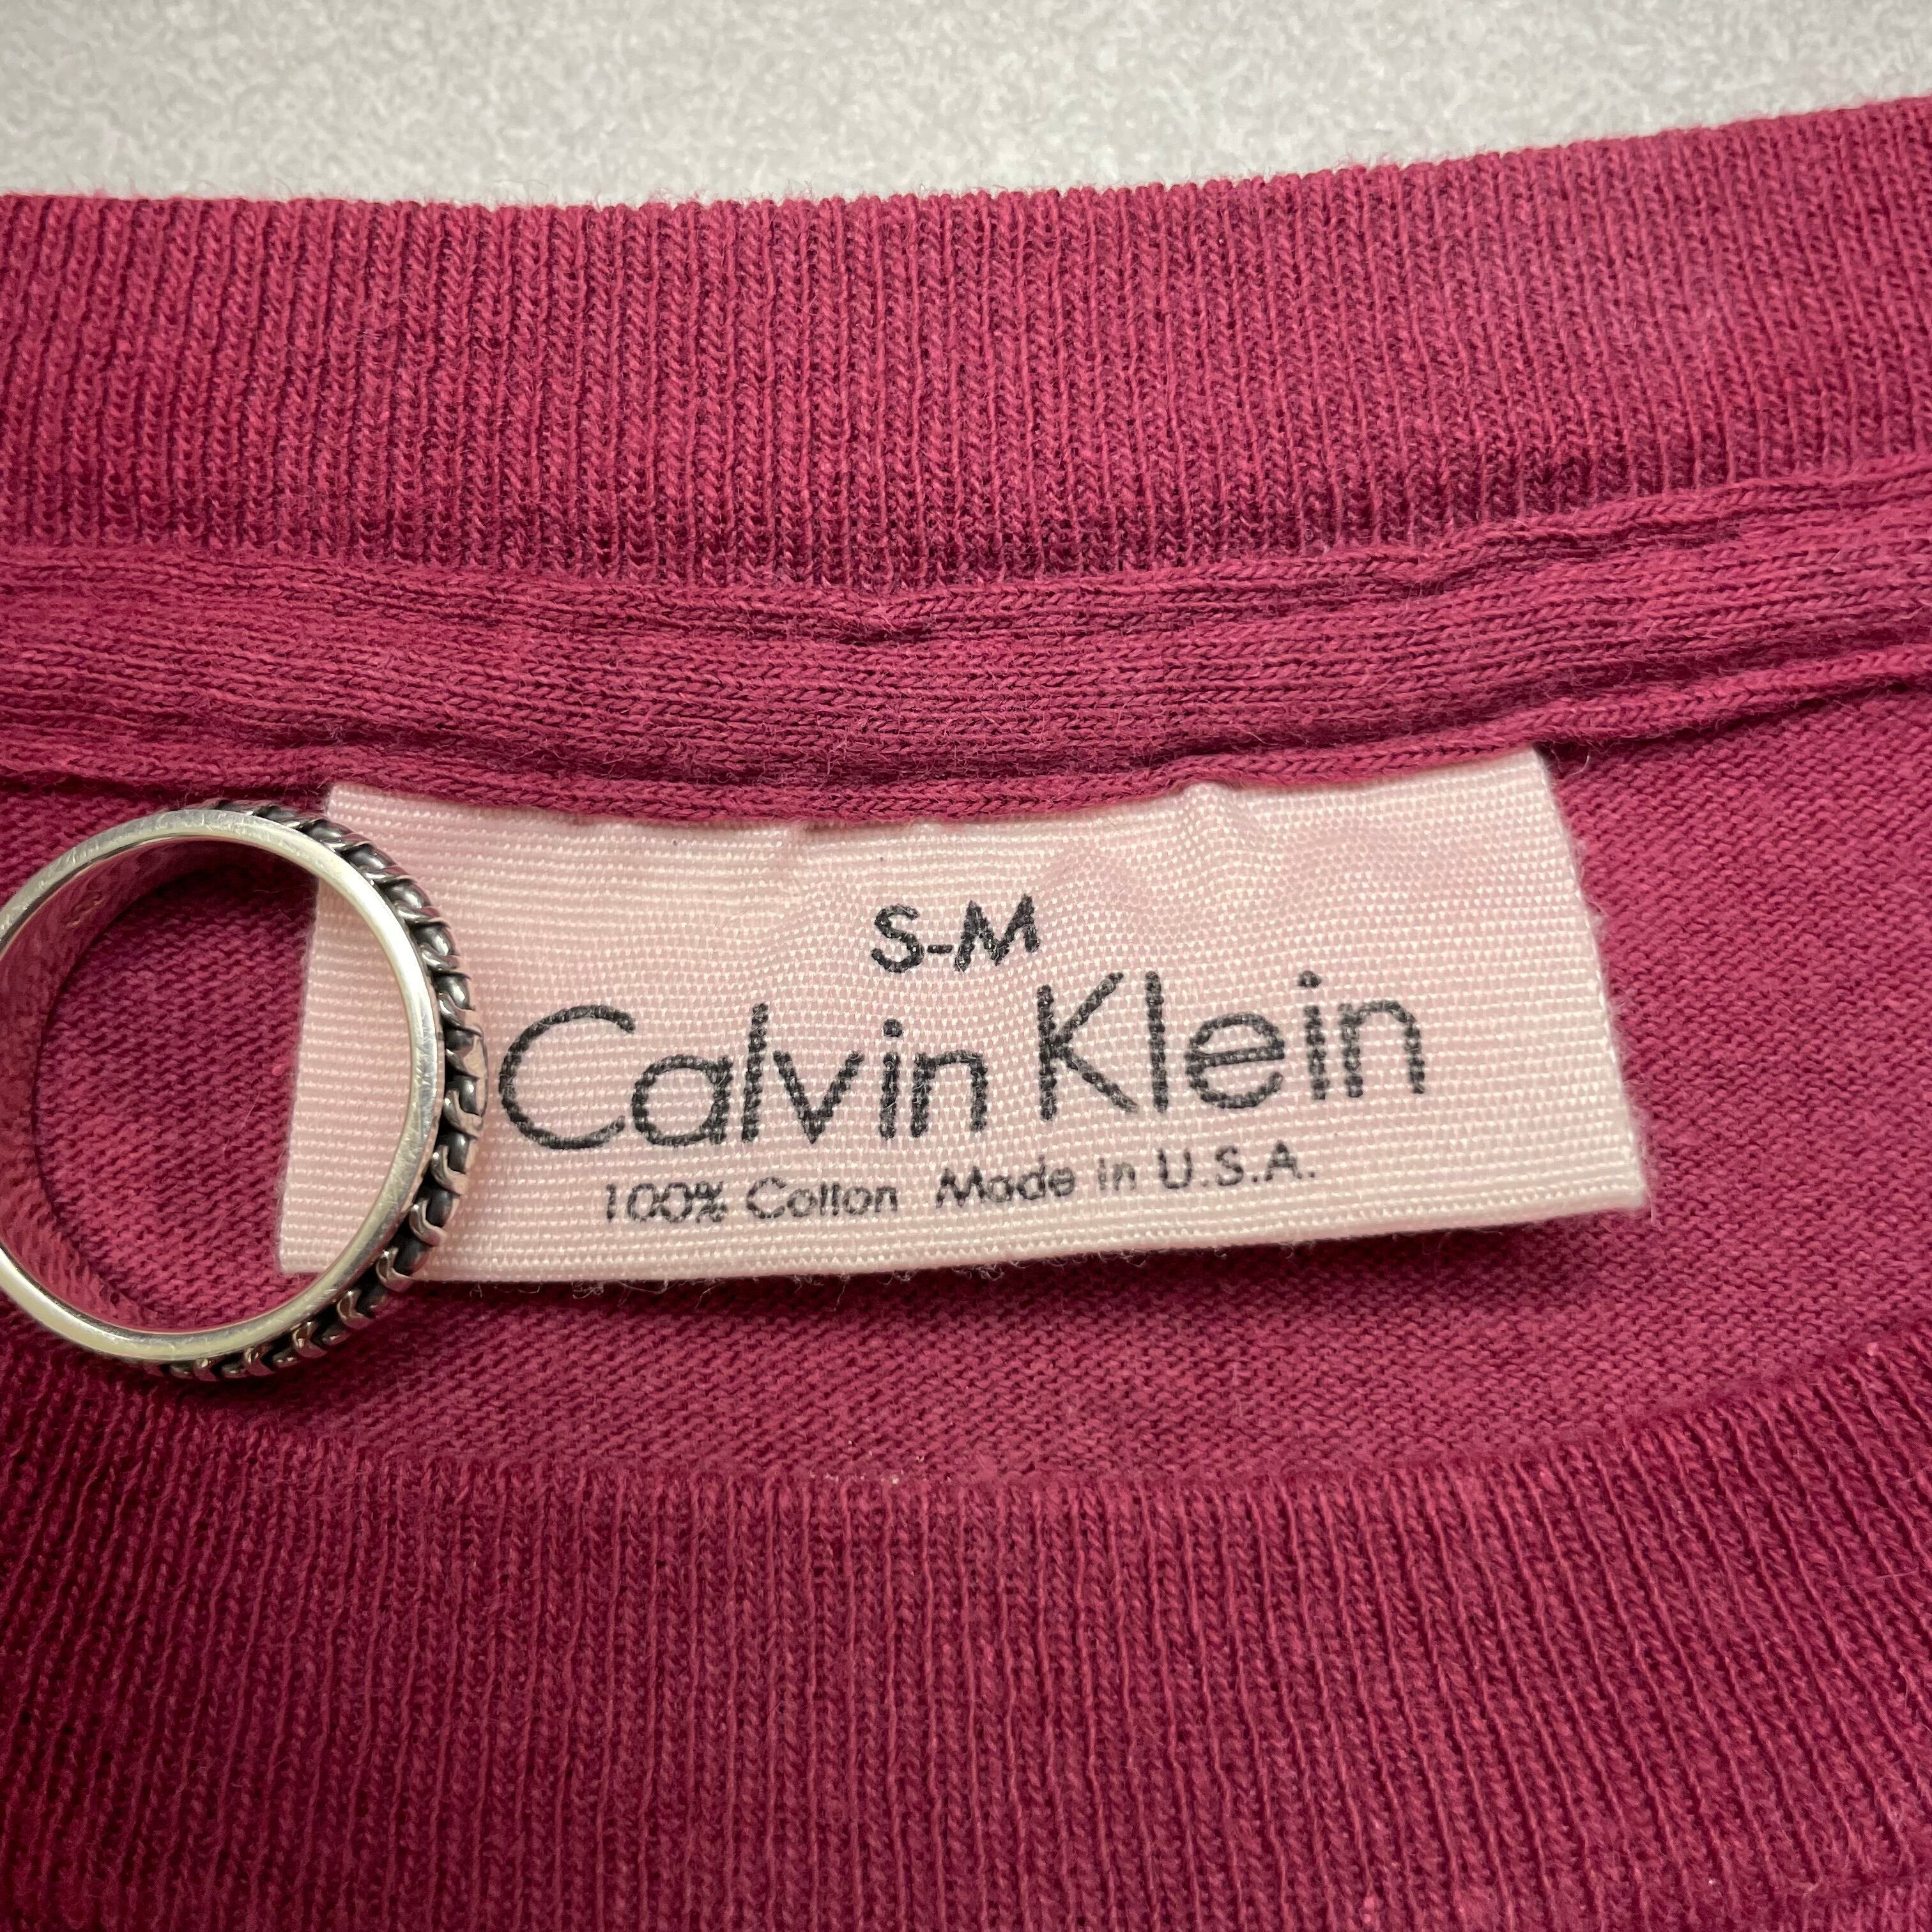 S-M
Calvin Klein
100% Cotton Made in U.S.A.